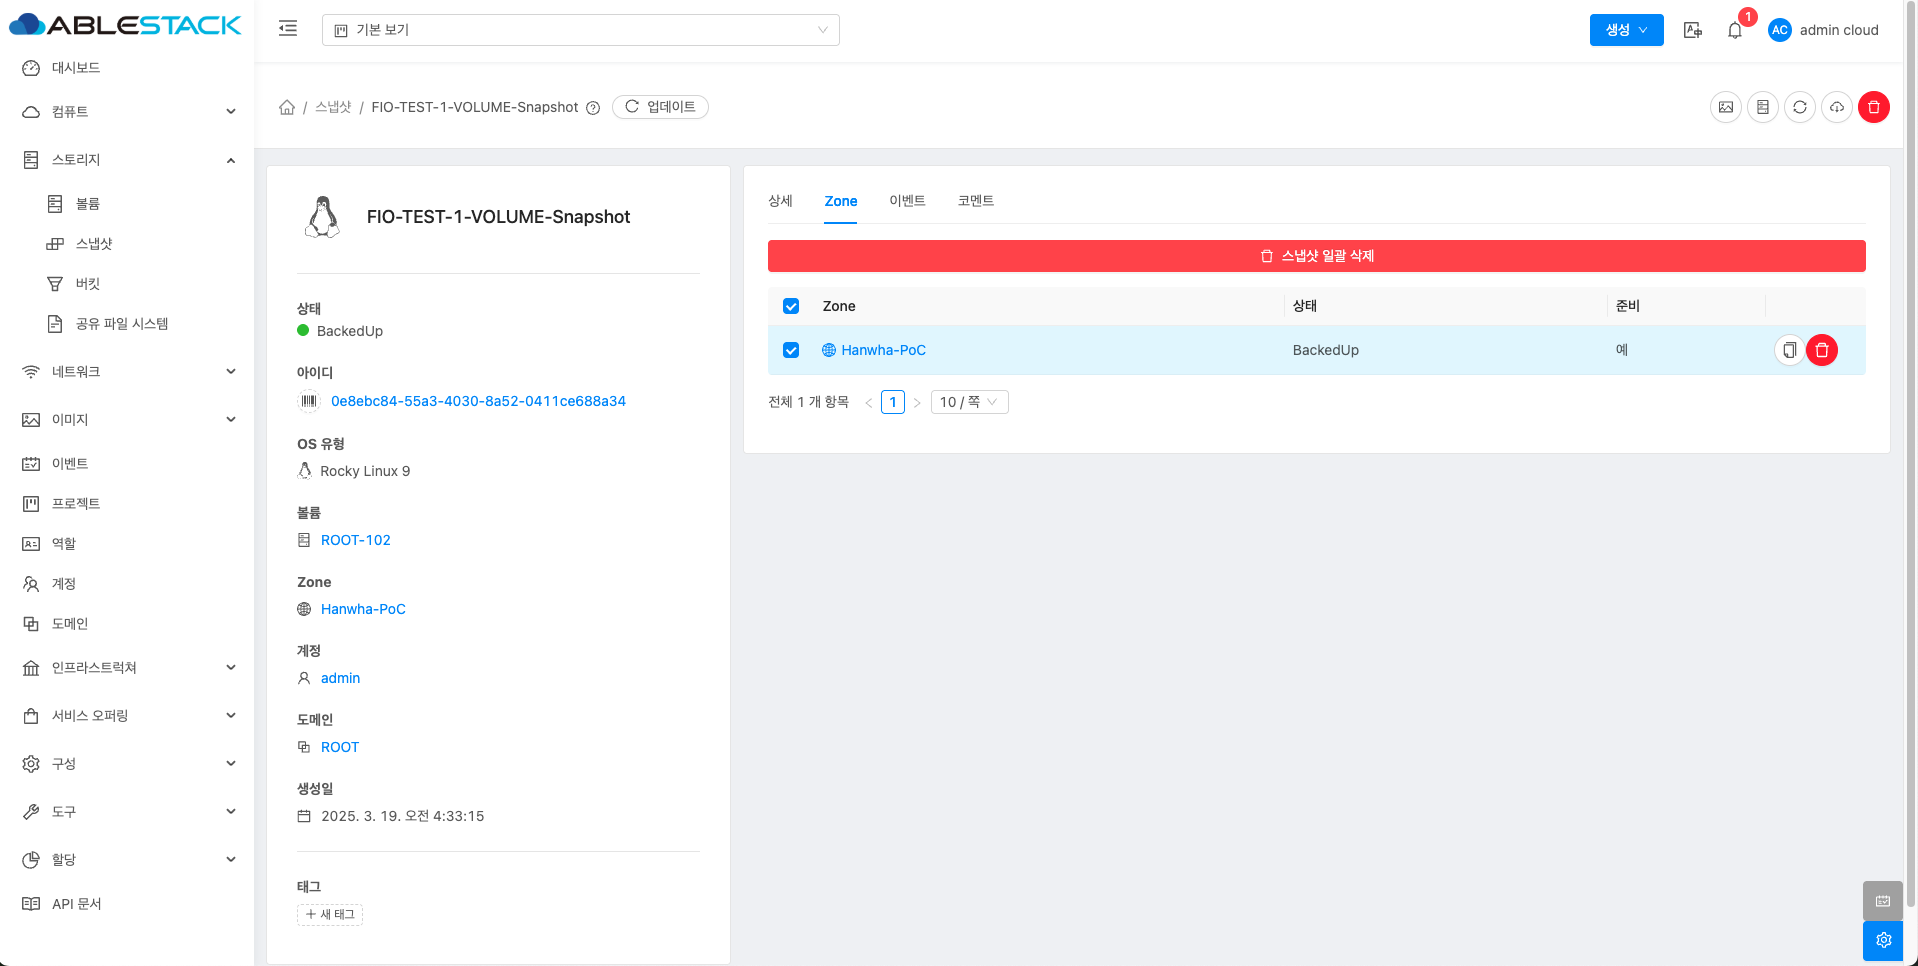 ABLESTACK
기본 보기
생성
1
AC
admin cloud
대시보드
컴퓨트
스토리지
볼륨
스냅샷
버킷
공유 파일 시스템
네트워크
이미지
이벤트
프로젝트
역할
계정
도메인
인프라스트럭쳐
서비스 오퍼링
구성
도구
할당
API 문서
/ 스냅샷 / FIO-TEST-1-VOLUME-Snapshot
업데이트
FIO-TEST-1-VOLUME-Snapshot
상태
BackedUp
아이디
0e8ebc84-55a3-4030-8a52-0411ce688a34
OS 유형
Rocky Linux 9
볼륨
ROOT-102
Zone
Hanwha-PoC
계정
admin
도메인
ROOT
생성일
2025. 3. 19. 오전 4:33:15
태그
+ 새 태그
상세 Zone 이벤트 코멘트
스냅샷 일괄 삭제
Zone 상태 준비
Hanwha-PoC BackedUp 예
전체 1 개 항목 < 1 > 10 / 쪽